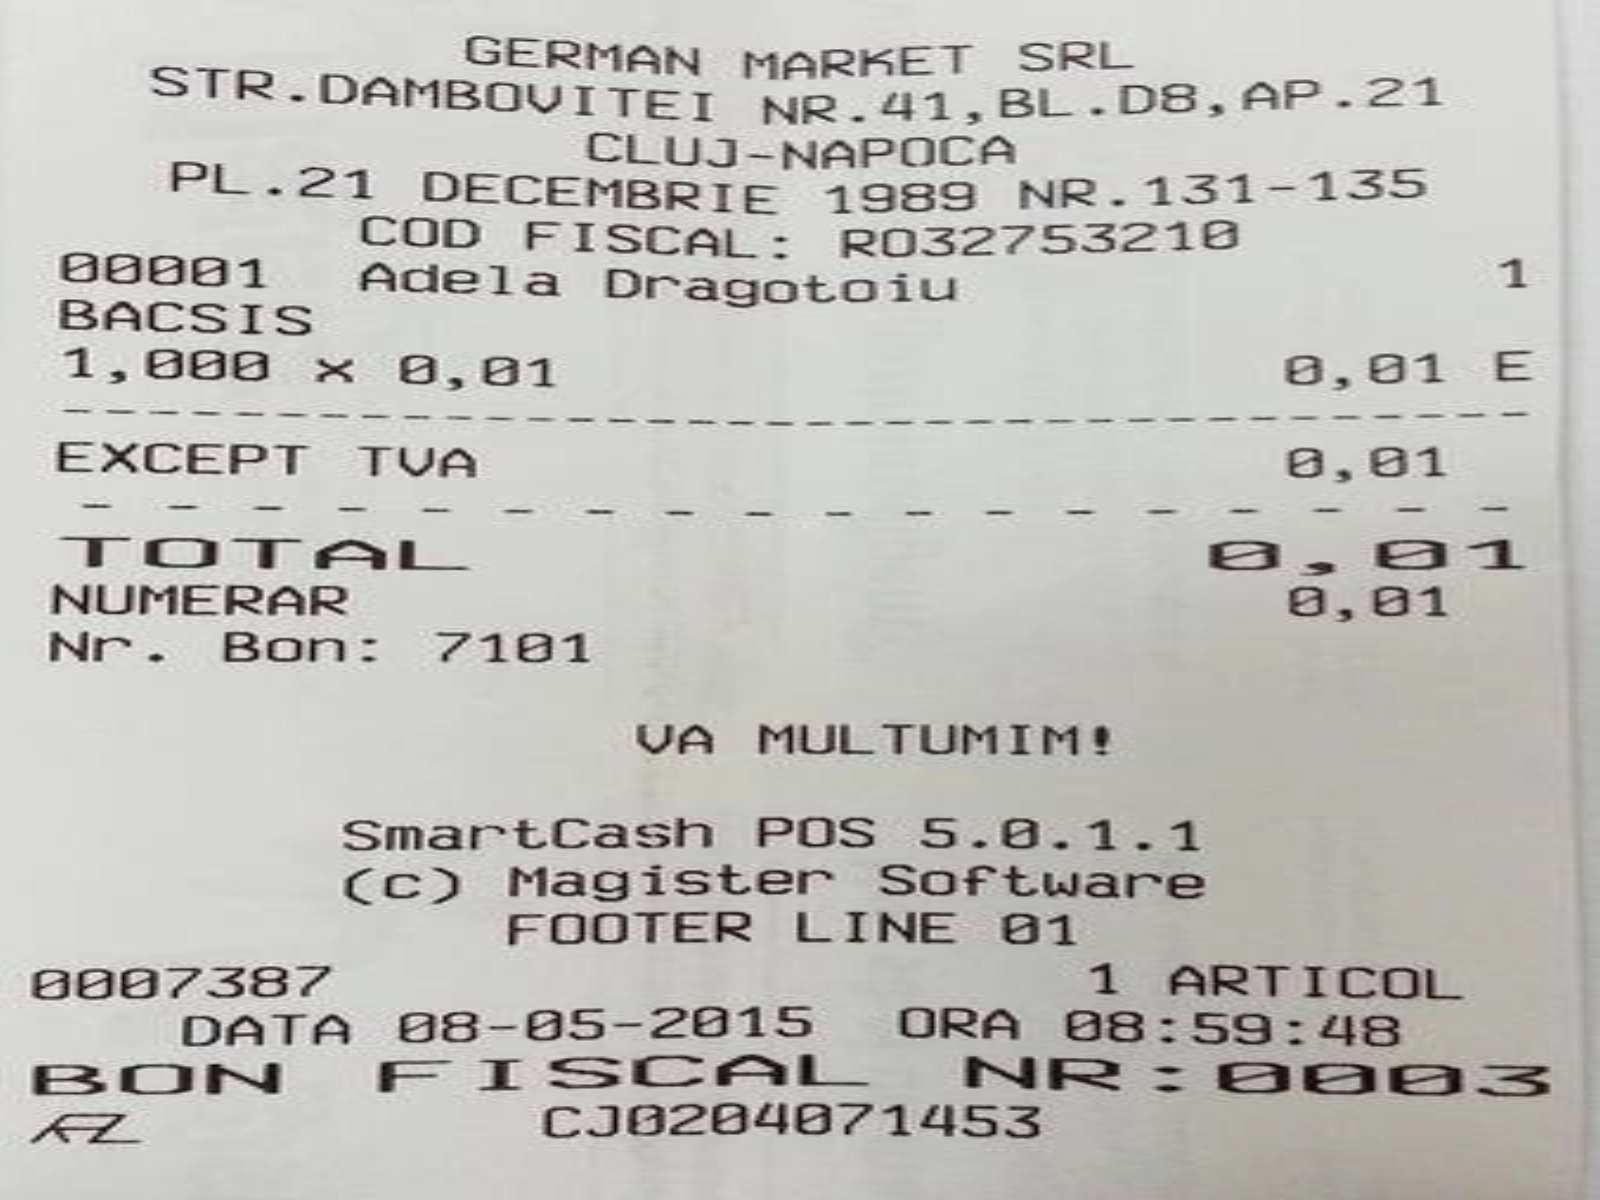 GERMAN MARKET SRL
STR.DAMBOVITEI NR.41,BL.D8,AP.21
CLUJ-NAPOCA
PL.21 DECEMBRIE 1989 NR.131-135
COD FISCAL: RO32753210
00001 Adela Dragotoiu 1
BACSIS
1,000 x 0,01 0,01 E
EXCEPT TVA 0,01
TOTAL 0,01
NUMERAR 0,01
Nr. Bon: 7101
VA MULTUMIM!
SmartCash POS 5.0.1.1
(c) Magister Software
FOOTER LINE 01
0007387 1 ARTICOL
DATA 08-05-2015 ORA 08:59:48
BON FISCAL NR:0003
CJ0204071453